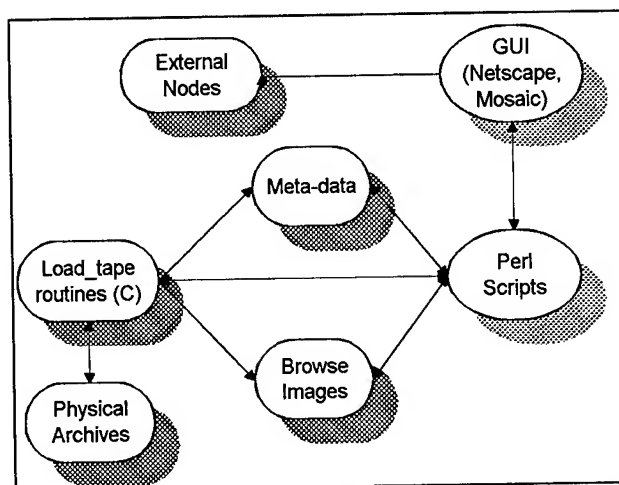 External
Nodes
GUI
(Netscape,
Mosaic)
Meta-data
Load_tape
routines (C)
Perl
Scripts
Browse
Images
Physical
Archives